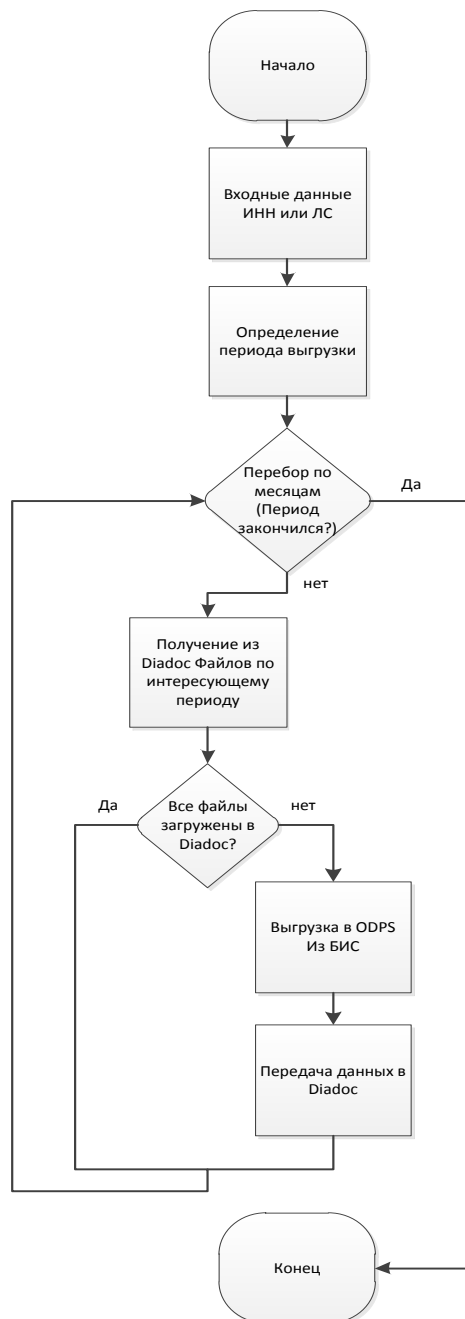 Начало
Входные данные
ИНН или ЛС
Определение
периода выгрузки
Перебор по
месяцам
(Период
закончился?)
Да
нет
Получение из
Diadoc Файлов по
интересующему
периоду
Да
Все файлы
загружены в
Diadoc?
нет
Выгрузка в ODPS
Из БИС
Передача данных в
Diadoc
Конец